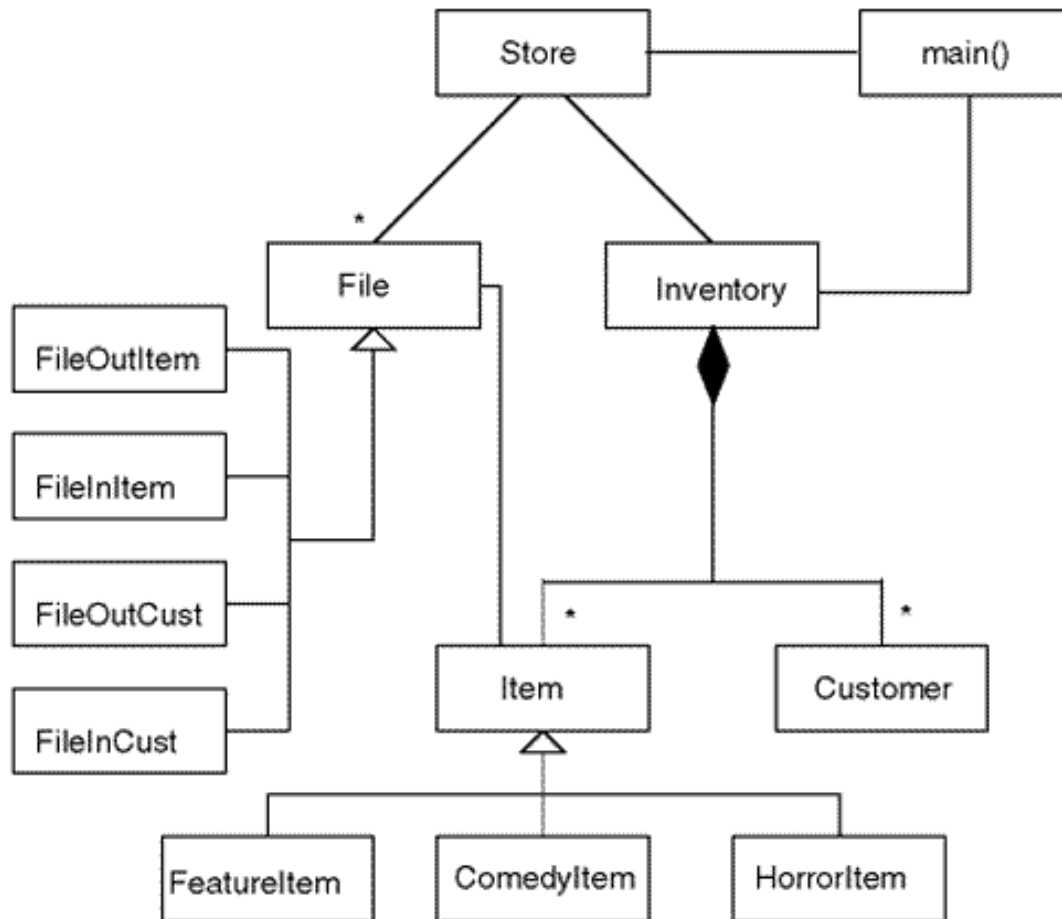 Store
main()
*
File
Inventory
FileOutItem
FileInItem
FileOutCust
*
*
Item
Customer
FileInCust
FeatureItem
ComedyItem
HorrorItem